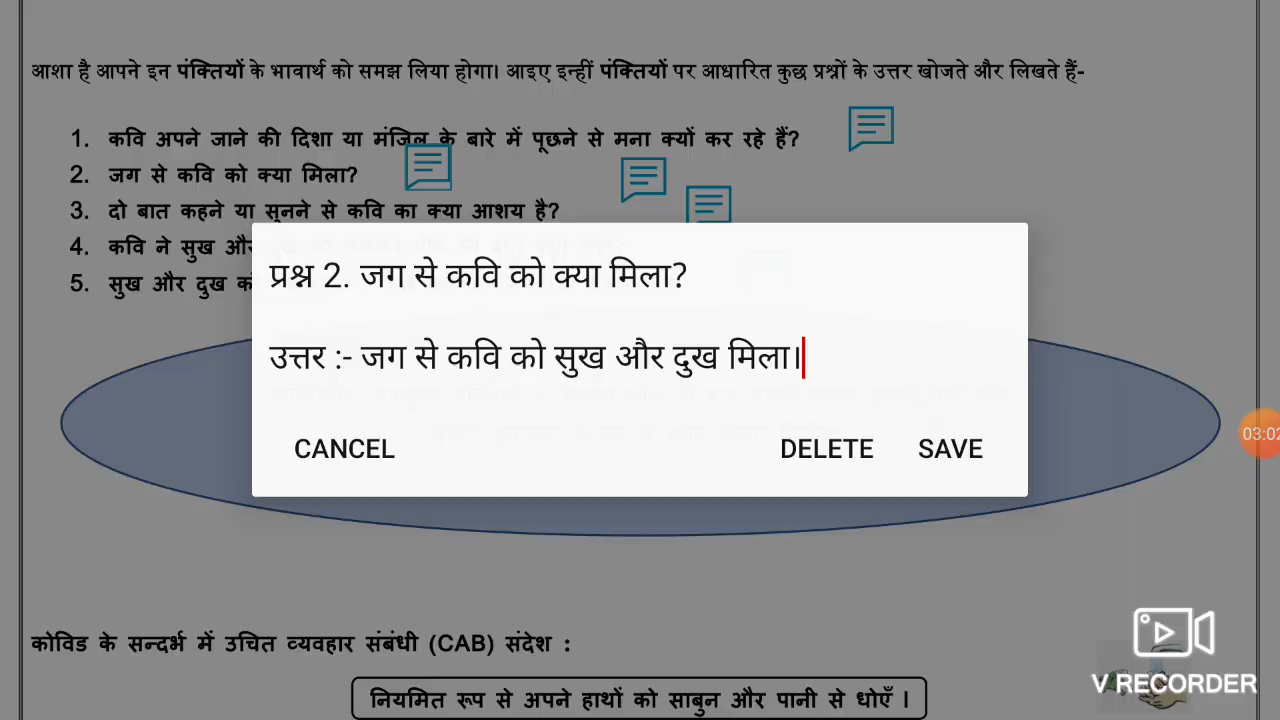 आशा है आपने इन पंक्तियों के भावार्थ को समझ लिया होगा। आइए इन्हीं पंक्तियों पर आधारित कुछ प्रश्नों के उत्तर खोजते और लिखते हैं-
1. कवि अपने जाने की दिशा या मंजिल के बारे में पूछने से मना क्यों कर रहे हैं?
2. जग से कवि को क्या मिला?
3. दो बात कहने या सुनने से कवि का क्या आशय है?
4. कवि ने सुख और
5. सुख और दुख को
प्रश्न 2. जग से कवि को क्या मिला?
उत्तर :- जग से कवि को सुख और दुख मिला।
CANCEL DELETE SAVE
03:02
कोविड के सन्दर्भ में उचित व्यवहार संबंधी (CAB) संदेश :
नियमित रूप से अपने हाथों को साबुन और पानी से धोएँ ।
V RECORDER